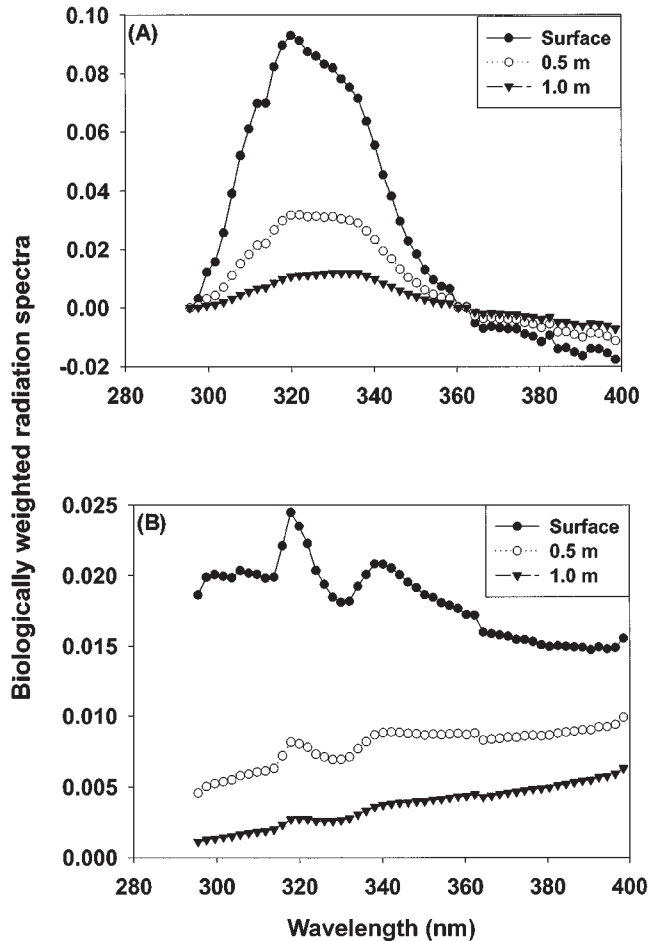 Biologically weighted radiation spectra
(A)
Surface
0.5 m
1.0 m
0.10
0.08
0.06
0.04
0.02
0.00
-0.02
280 300 320 340 360 380 400
(B)
Surface
0.5 m
1.0 m
0.025
0.020
0.015
0.010
0.005
0.000
280 300 320 340 360 380 400
Wavelength (nm)